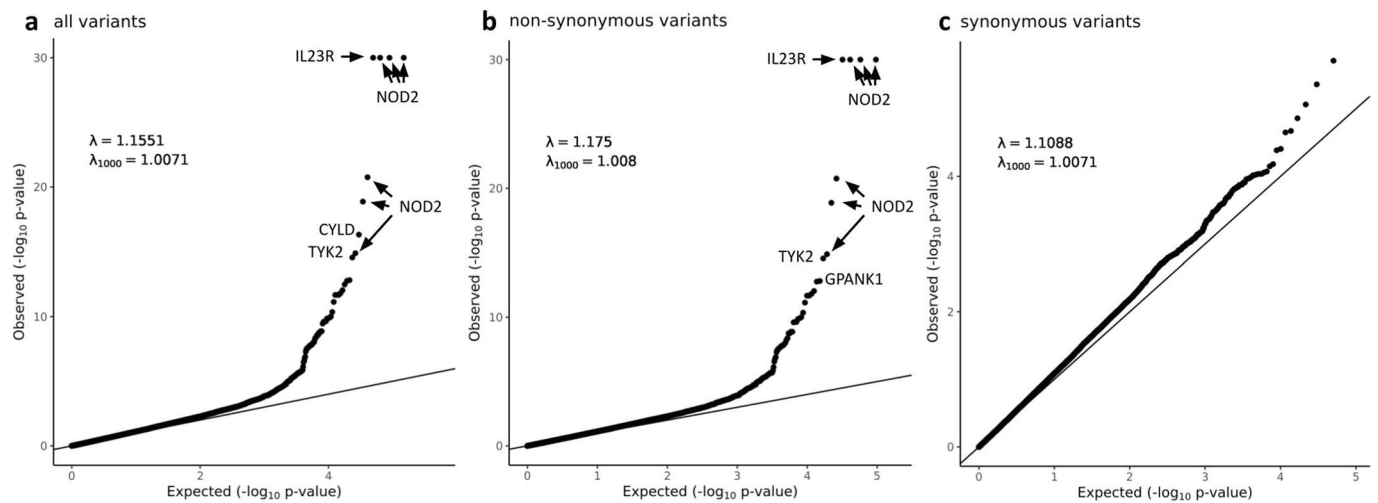 a all variants
IL23R
NOD2
λ = 1.1551
λ1000 = 1.0071
NOD2
CYLD
TYK2
30
20
10
0
0 2 4
Observed (-log10 p-value)
Expected (-log10 p-value)
b non-synonymous variants
IL23R
NOD2
λ = 1.175
λ1000 = 1.008
NOD2
TYK2
GPANK1
30
20
10
0
0 1 2 3 4 5
Observed (-log10 p-value)
Expected (-log10 p-value)
c synonymous variants
λ = 1.1088
λ1000 = 1.0071
4
2
0
0 1 2 3 4 5
Observed (-log10 p-value)
Expected (-log10 p-value)